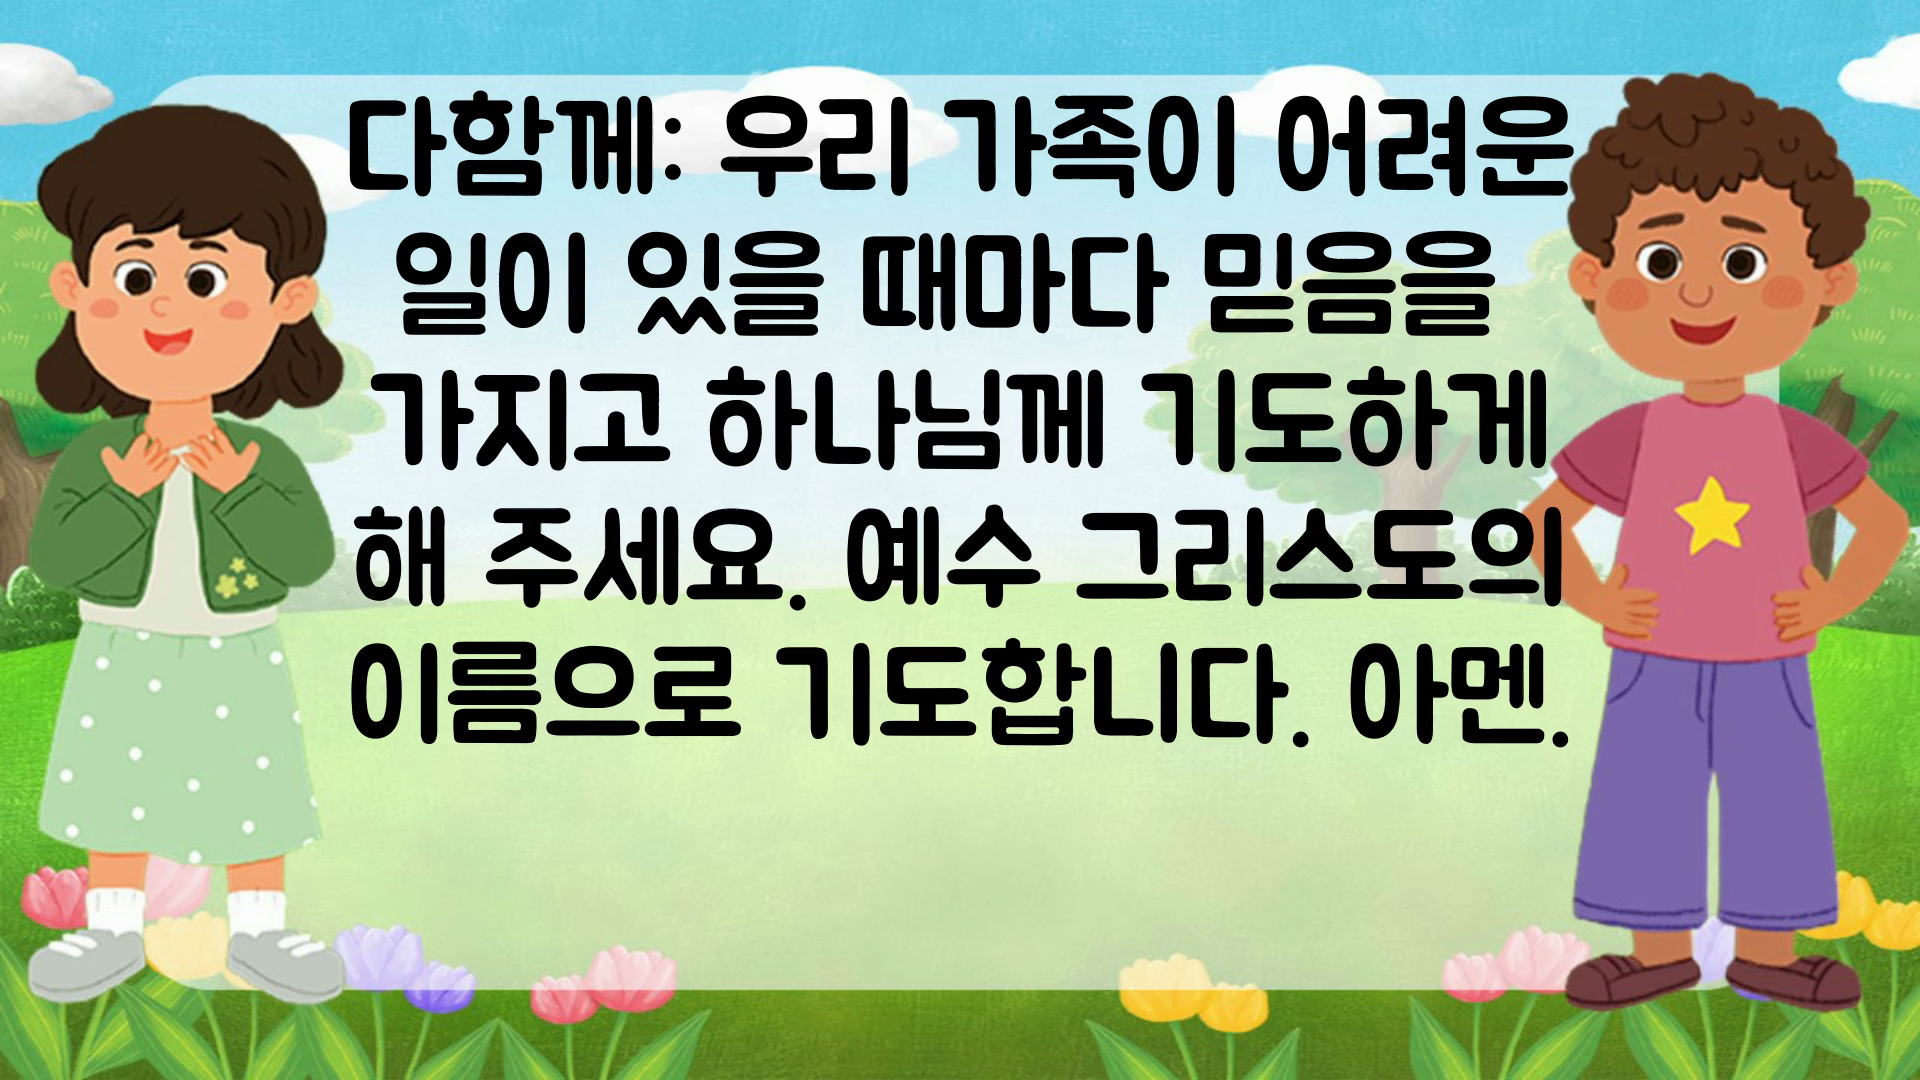 다함께: 우리 가족이 어려운
일이 있을 때마다 믿음을
가지고 하나님께 기도하게
해 주세요. 예수 그리스도의
이름으로 기도합니다. 아멘.